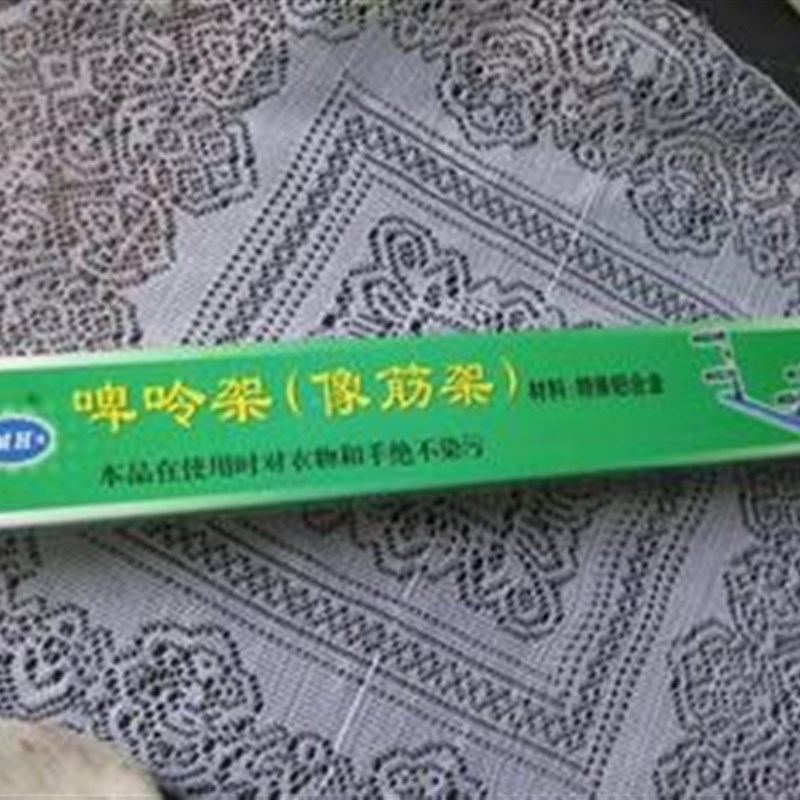 MH
啤呤架(像筋架)
材料:特殊铝合金
本品在使用时对衣物和手绝不染污